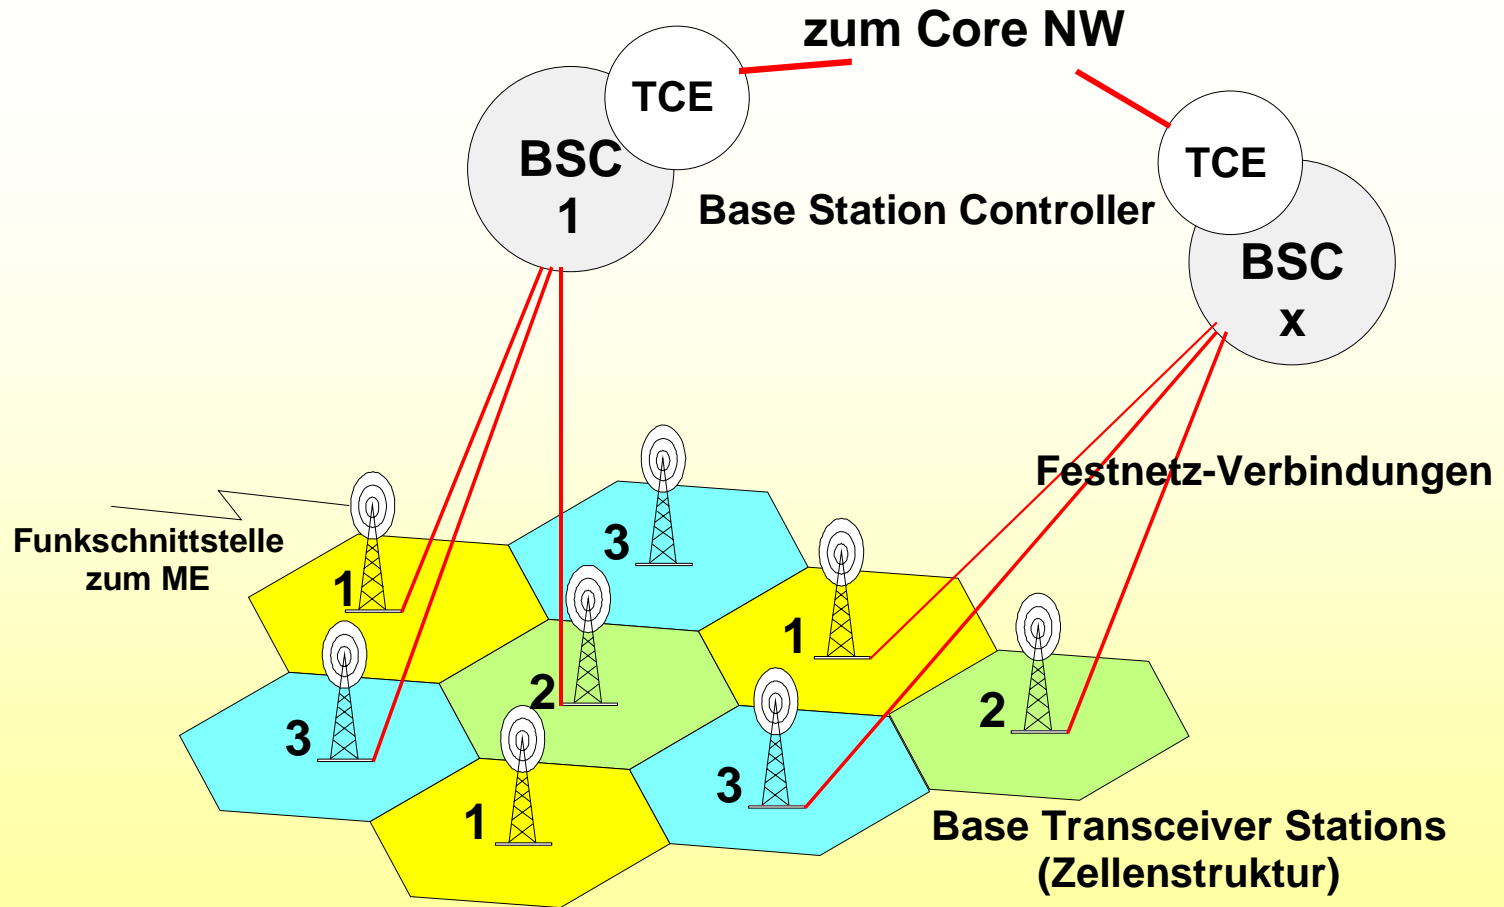 zum Core NW
TCE
BSC
1
TCE
Base Station Controller
BSC
x
Festnetz-Verbindungen
Funkschnittstelle
zum ME
1
3
1
2
3
2
1
3
Base Transceiver Stations
(Zellenstruktur)